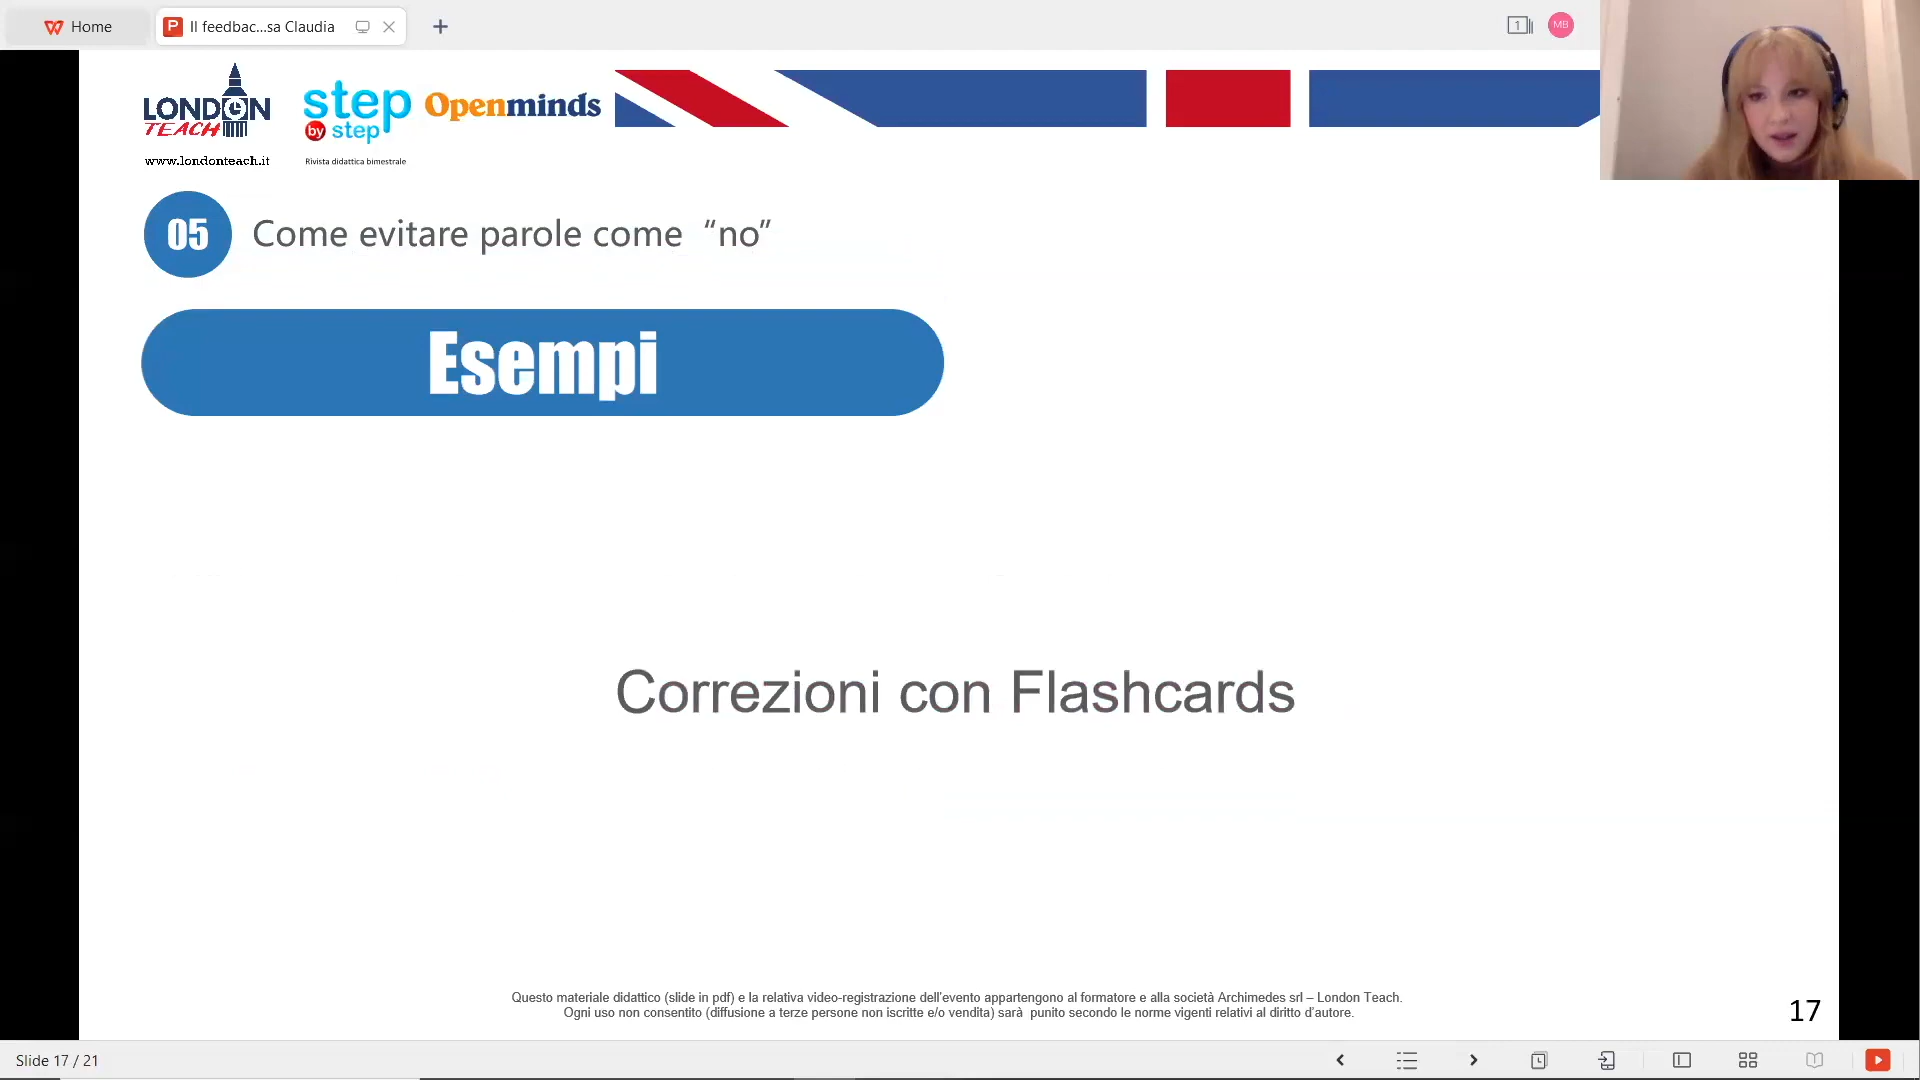 Home
P
Il feedbac...sa Claudia
1
MB
LONDON
TEACH
www.londonteach.it
step
by step
Rivista didattica bimestrale
Openminds
05
Come evitare parole come “no”
Esempi
Correzioni con Flashcards
Questo materiale didattico (slide in pdf) e la relativa video-registrazione dell'evento appartengono al formatore e alla società Archimedes srl – London Teach.
Ogni uso non consentito (diffusione a terze persone non iscritte e/o vendita) sarà punito secondo le norme vigenti relativi al diritto d'autore.
17
Slide 17 / 21